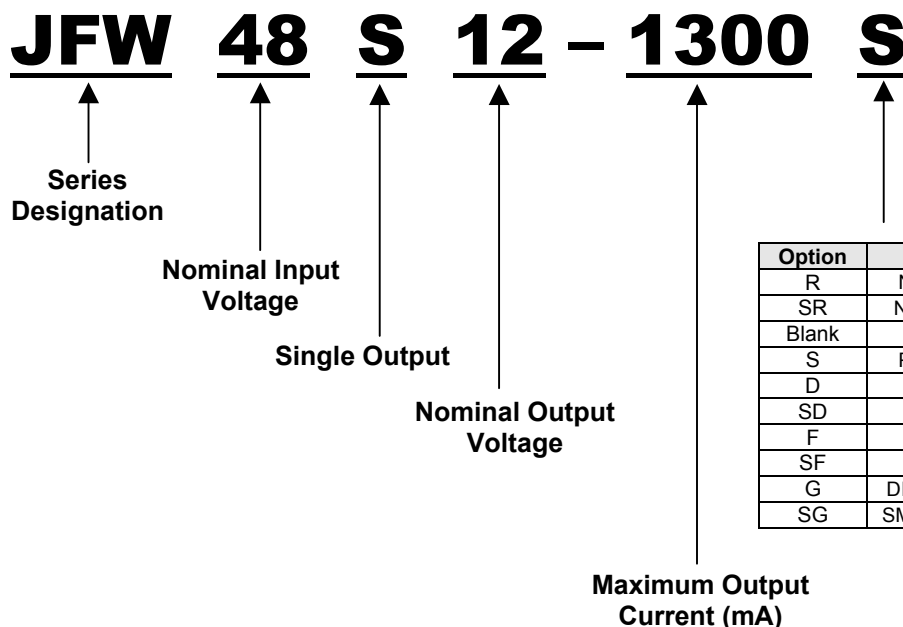 JFW 48 S 12 – 1300 S
Series
Designation
Nominal Input
Voltage
Single Output
Nominal Output
Voltage
Maximum Output
Current (mA)
Option
R
SR
Blank
S
D
SD
F
SF
G
SG